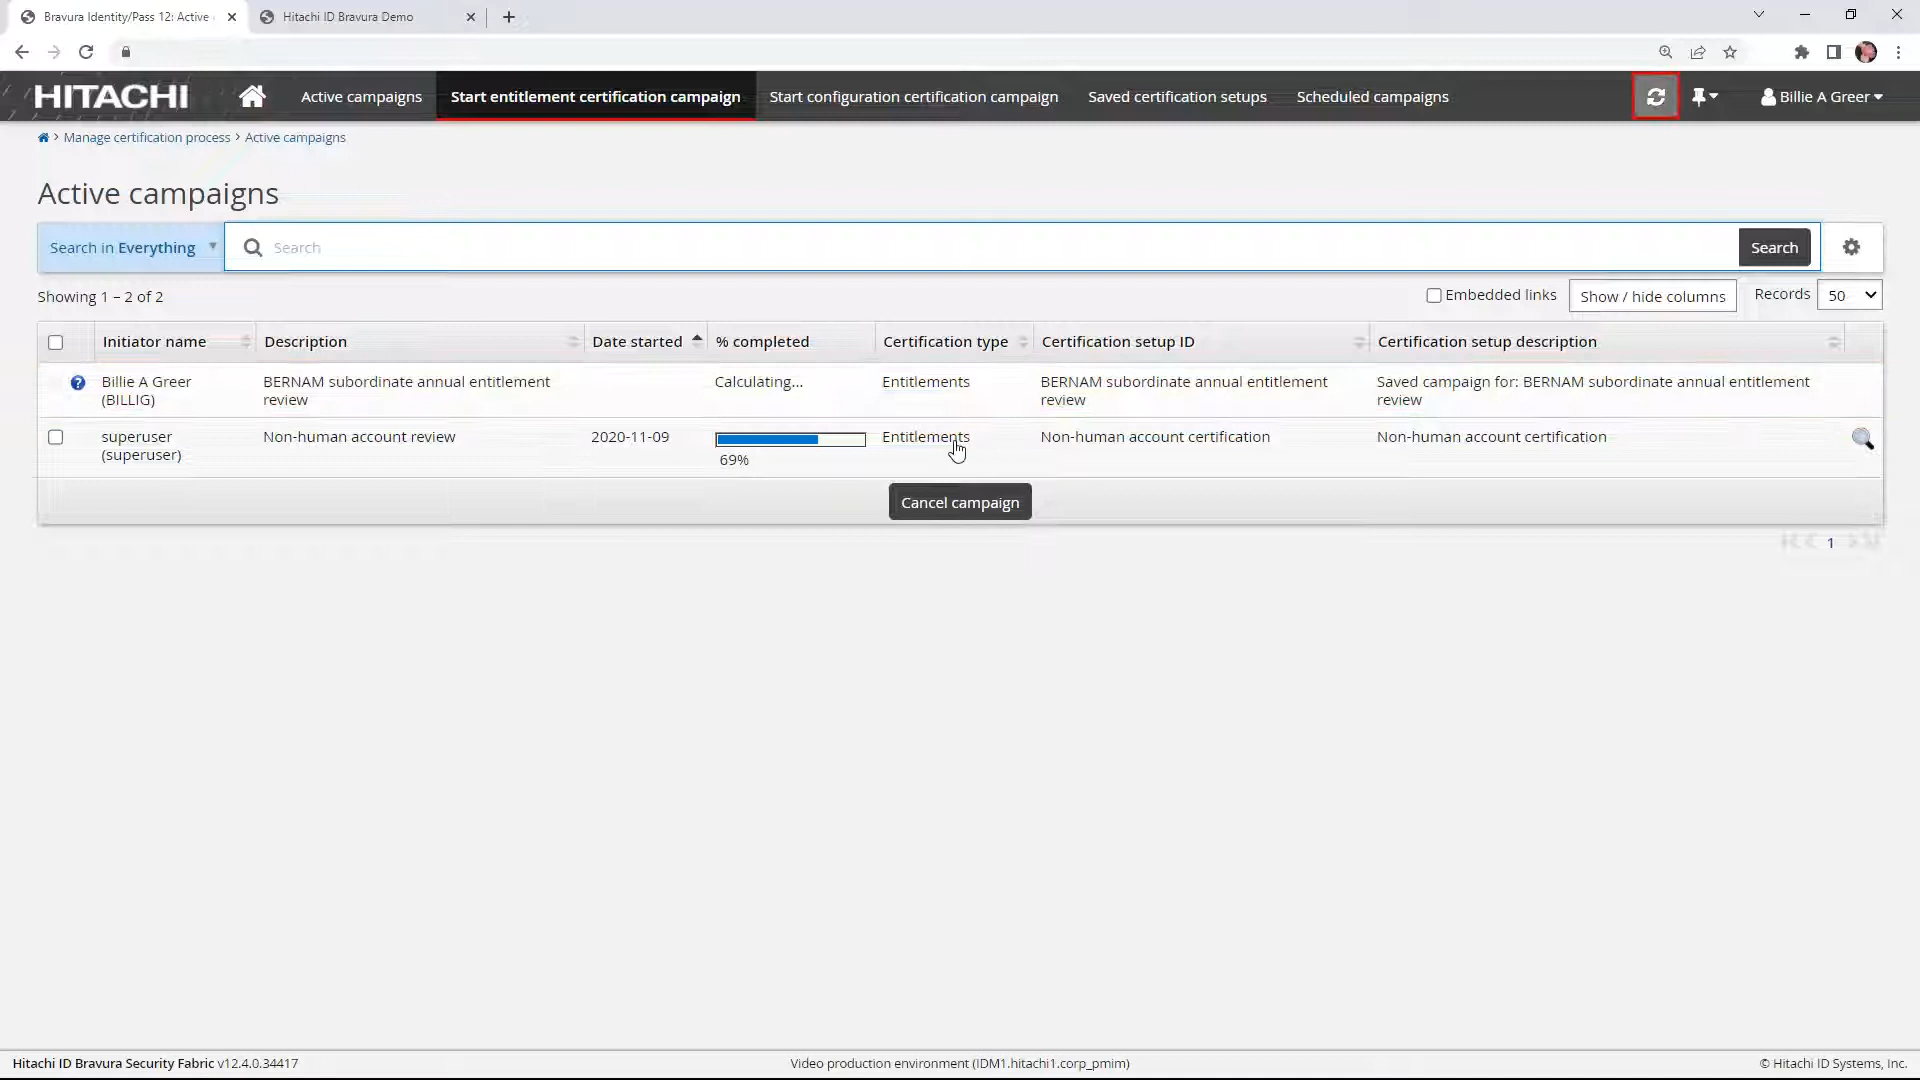 Bravura Identity/Pass 12: Active
Hitachi ID Bravura Demo
HITACHI
Active campaigns
Start entitlement certification campaign
Start configuration certification campaign
Saved certification setups
Scheduled campaigns
Billie A Greer
> Manage certification process > Active campaigns
Active campaigns
Search in Everything
Search
Search
Showing 1 – 2 of 2
Embedded links
Show / hide columns
Records
50
Initiator name
Description
Date started
% completed
Certification type
Certification setup ID
Certification setup description
Billie A Greer
(BILLIG)
BERNAM subordinate annual entitlement
review
Calculating...
Entitlements
BERNAM subordinate annual entitlement
review
Saved campaign for: BERNAM subordinate annual entitlement
review
superuser
(superuser)
Non-human account review
2020-11-09
69%
Entitlements
Non-human account certification
Non-human account certification
Cancel campaign
1
Hitachi ID Bravura Security Fabric v12.4.0.34417
Video production environment (IDM1.hitachi1.corp_pmim)
© Hitachi ID Systems, Inc.